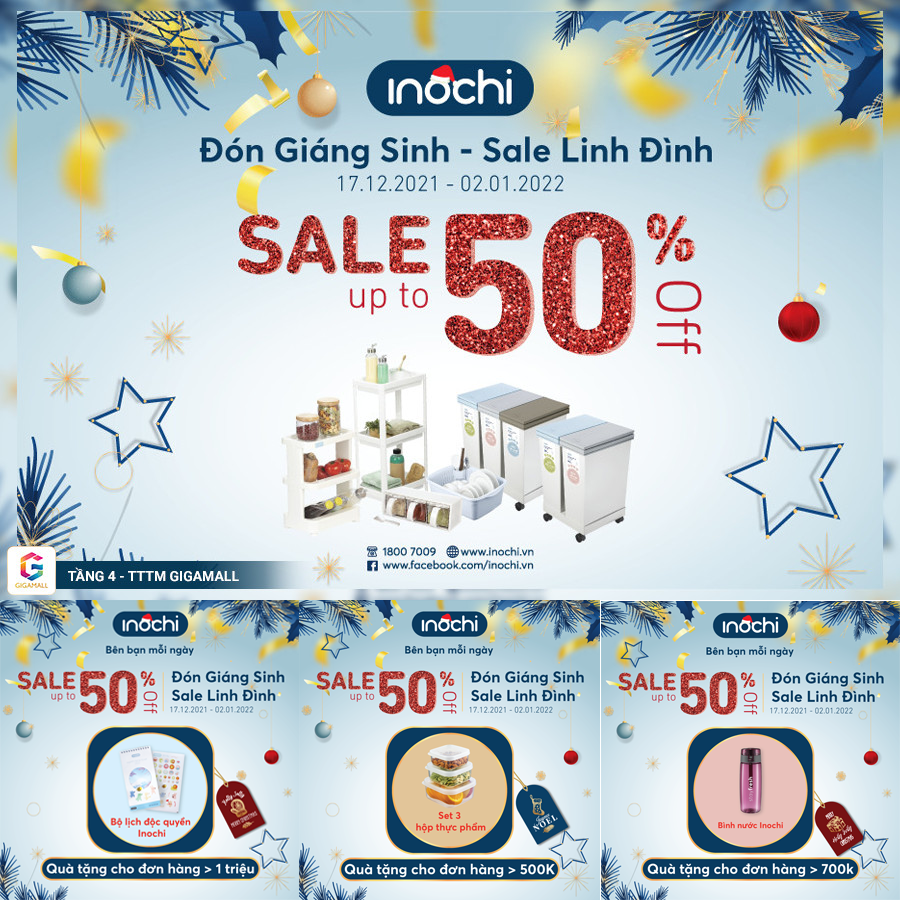 inochi
Đón Giáng Sinh - Sale Linh Đình
17.12.2021 - 02.01.2022
SALE
up to
50
%
Off
1800 7009 www.inochi.vn
www.facebook.com/inochi.vn
GIGAMALL
TẦNG 4 - TTTM GIGAMALL
inochi
Bên bạn mỗi ngày
SALE
up to
50
%
Off
Đón Giáng Sinh
Sale Linh Đình
17.12.2021 - 02.01.2022
Bộ lịch độc quyền
Inochi
Quà tặng cho đơn hàng > 1 triệu
inochi
Bên bạn mỗi ngày
SALE
up to
50
%
Off
Đón Giáng Sinh
Sale Linh Đình
17.12.2021 - 02.01.2022
Set 3
hộp thực phẩm
NOEL
Quà tặng cho đơn hàng > 500K
inochi
Bên bạn mỗi ngày
SALE
up to
50
%
Off
Đón Giáng Sinh
Sale Linh Đình
17.12.2021 - 02.01.2022
fresh
Bình nước Inochi
Quà tặng cho đơn hàng > 700k